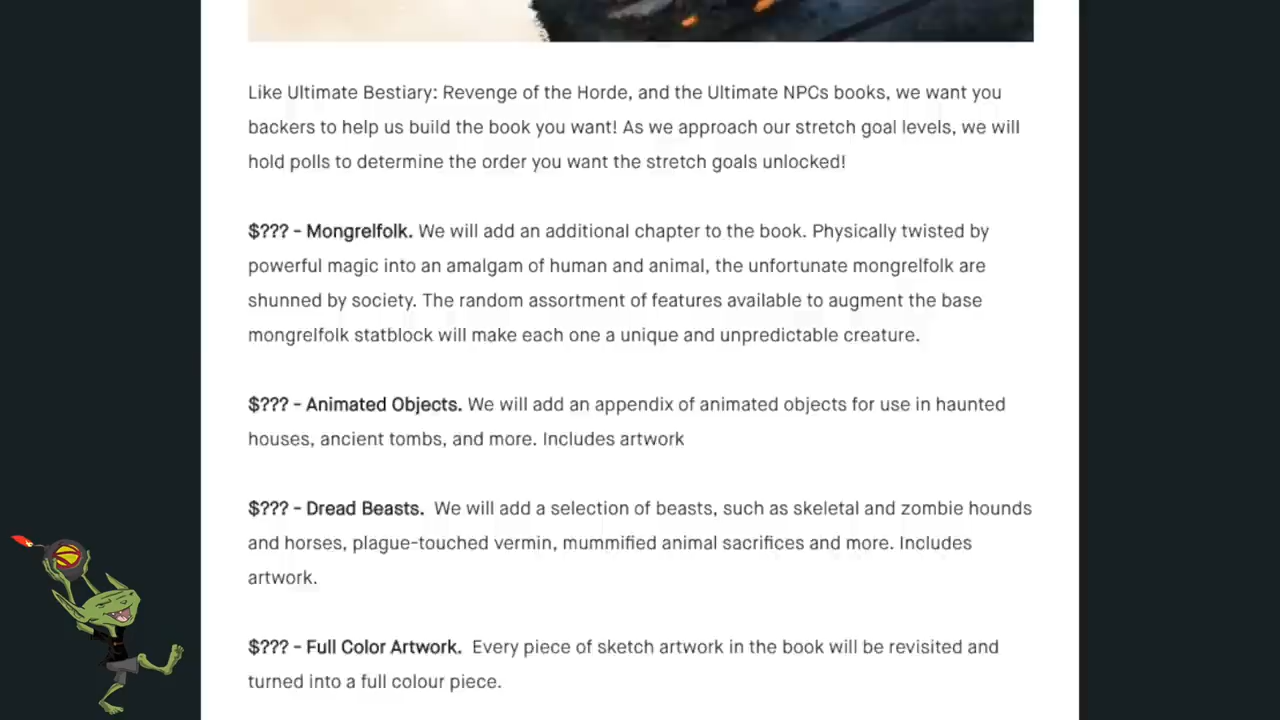 Like Ultimate Bestiary: Revenge of the Horde, and the Ultimate NPCs books, we want you
backers to help us build the book you want! As we approach our stretch goal levels, we will
hold polls to determine the order you want the stretch goals unlocked!
$??? - Mongrelfolk. We will add an additional chapter to the book. Physically twisted by
powerful magic into an amalgam of human and animal, the unfortunate mongrelfolk are
shunned by society. The random assortment of features available to augment the base
mongrelfolk statblock will make each one a unique and unpredictable creature.
$??? - Animated Objects. We will add an appendix of animated objects for use in haunted
houses, ancient tombs, and more. Includes artwork
$??? - Dread Beasts. We will add a selection of beasts, such as skeletal and zombie hounds
and horses, plague-touched vermin, mummified animal sacrifices and more. Includes
artwork.
$??? - Full Color Artwork. Every piece of sketch artwork in the book will be revisited and
turned into a full colour piece.